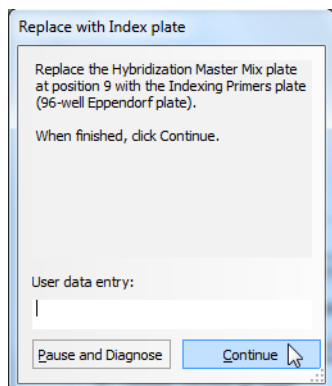 Replace with Index plate
Replace the Hybridization Master Mix plate
at position 9 with the Indexing Primers plate
(96-well Eppendorf plate).
When finished, click Continue.
User data entry:
Pause and Diagnose
Continue